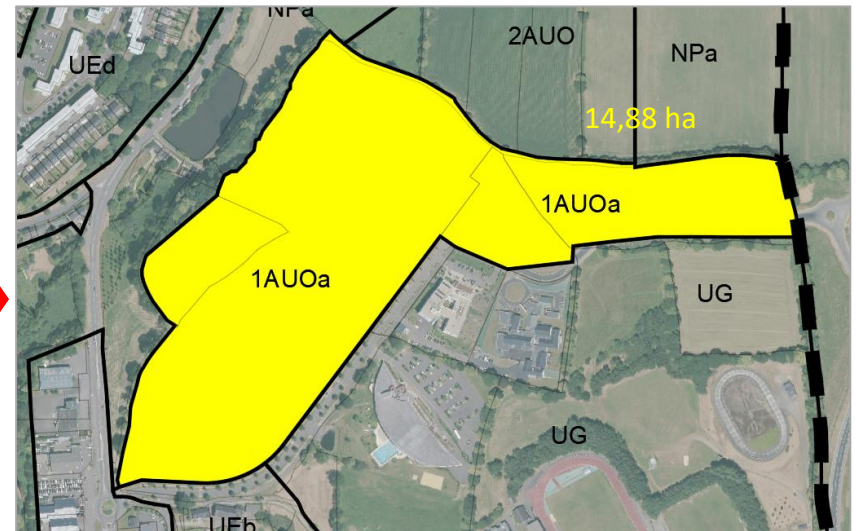 NPa
2AUO
UEd
NPa
14,88 ha
1AUOa
1AUOa
UG
UG
UEb